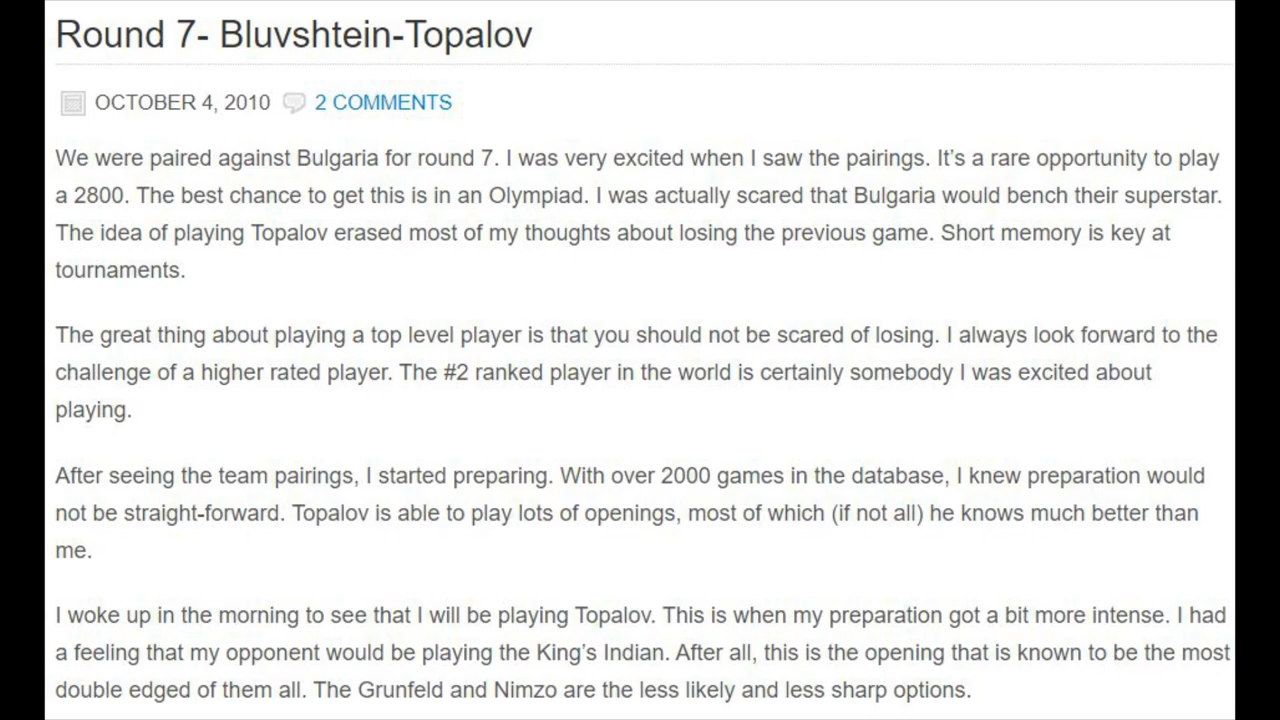 Round 7- Bluvshtein-Topalov
OCTOBER 4, 2010 2 COMMENTS
We were paired against Bulgaria for round 7. I was very excited when I saw the pairings. It’s a rare opportunity to play
a 2800. The best chance to get this is in an Olympiad. I was actually scared that Bulgaria would bench their superstar.
The idea of playing Topalov erased most of my thoughts about losing the previous game. Short memory is key at
tournaments.
The great thing about playing a top level player is that you should not be scared of losing. I always look forward to the
challenge of a higher rated player. The #2 ranked player in the world is certainly somebody I was excited about
playing.
After seeing the team pairings, I started preparing. With over 2000 games in the database, I knew preparation would
not be straight-forward. Topalov is able to play lots of openings, most of which (if not all) he knows much better than
me.
I woke up in the morning to see that I will be playing Topalov. This is when my preparation got a bit more intense. I had
a feeling that my opponent would be playing the King’s Indian. After all, this is the opening that is known to be the most
double edged of them all. The Grunfeld and Nimzo are the less likely and less sharp options.